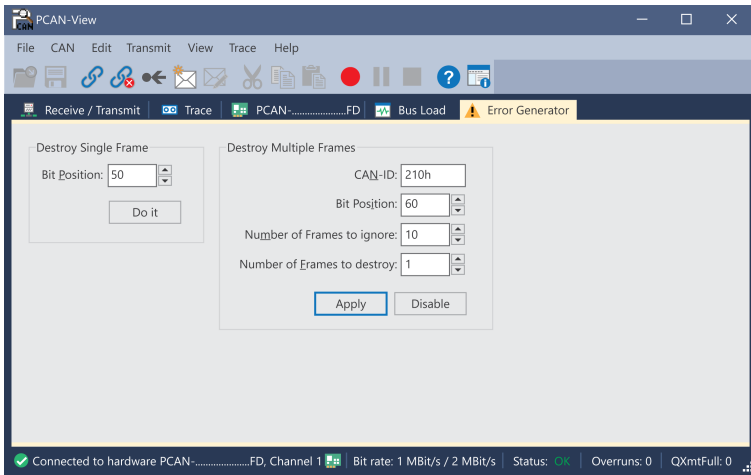 PCAN-View
File CAN Edit Transmit View Trace Help
Receive / Transmit Trace PCAN-.....................FD Bus Load Error Generator
Destroy Single Frame
Bit Position: 50
Do it
Destroy Multiple Frames
CAN-ID: 210h
Bit Position: 60
Number of Frames to ignore: 10
Number of Frames to destroy: 1
Apply Disable
Connected to hardware PCAN-.....................FD, Channel 1 Bit rate: 1 MBit/s / 2 MBit/s Status: OK Overruns: 0 QXmtFull: 0